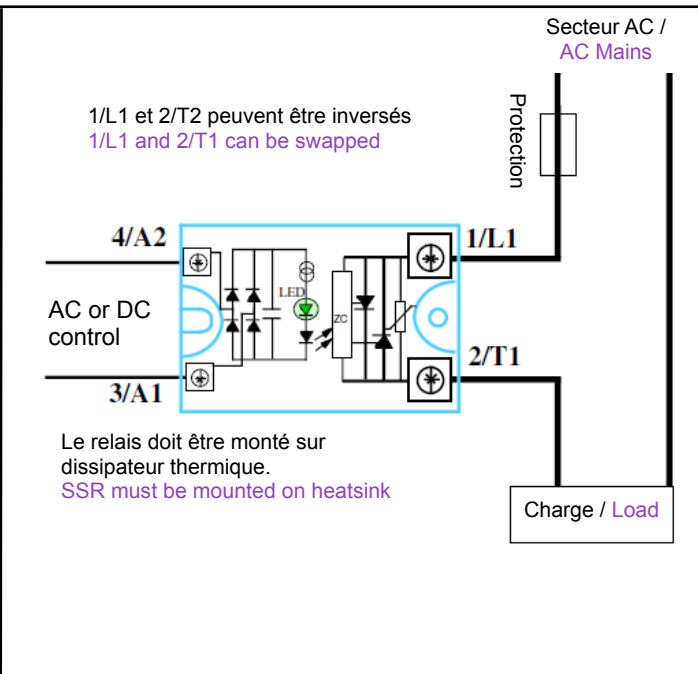 Secteur AC /
AC Mains
Protection
1/L1 et 2/T2 peuvent être inversés
1/L1 and 2/T1 can be swapped
4/A2
1/L1
LED
ZC
AC or DC
control
3/A1
2/T1
Le relais doit être monté sur
dissipateur thermique.
SSR must be mounted on heatsink
Charge / Load